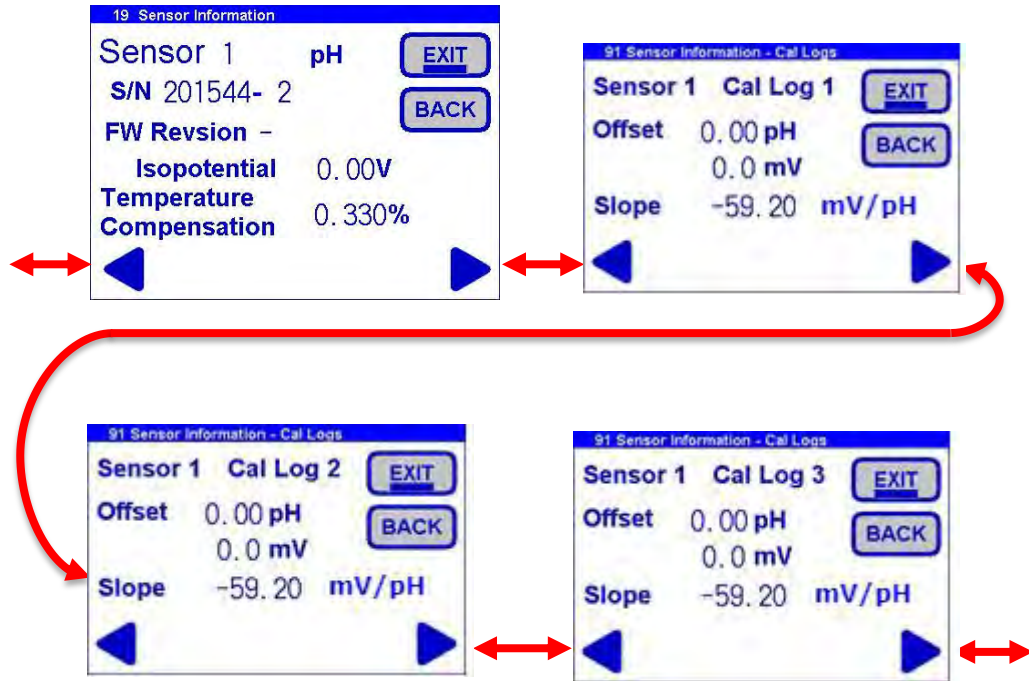 19 Sensor Information
Sensor 1 pH EXIT
S/N 201544- 2
BACK
FW Revsion -
Isopotential 0.00V
Temperature
Compensation 0.330%
91 Sensor Information - Cal Logs
Sensor 1 Cal Log 1 EXIT
Offset 0.00 pH
BACK
0.0 mV
Slope -59.20 mV/pH
91 Sensor Information - Cal Logs
Sensor 1 Cal Log 2 EXIT
Offset 0.00 pH
BACK
0.0 mV
Slope -59.20 mV/pH
91 Sensor Information - Cal Logs
Sensor 1 Cal Log 3 EXIT
Offset 0.00 pH
BACK
0.0 mV
Slope -59.20 mV/pH